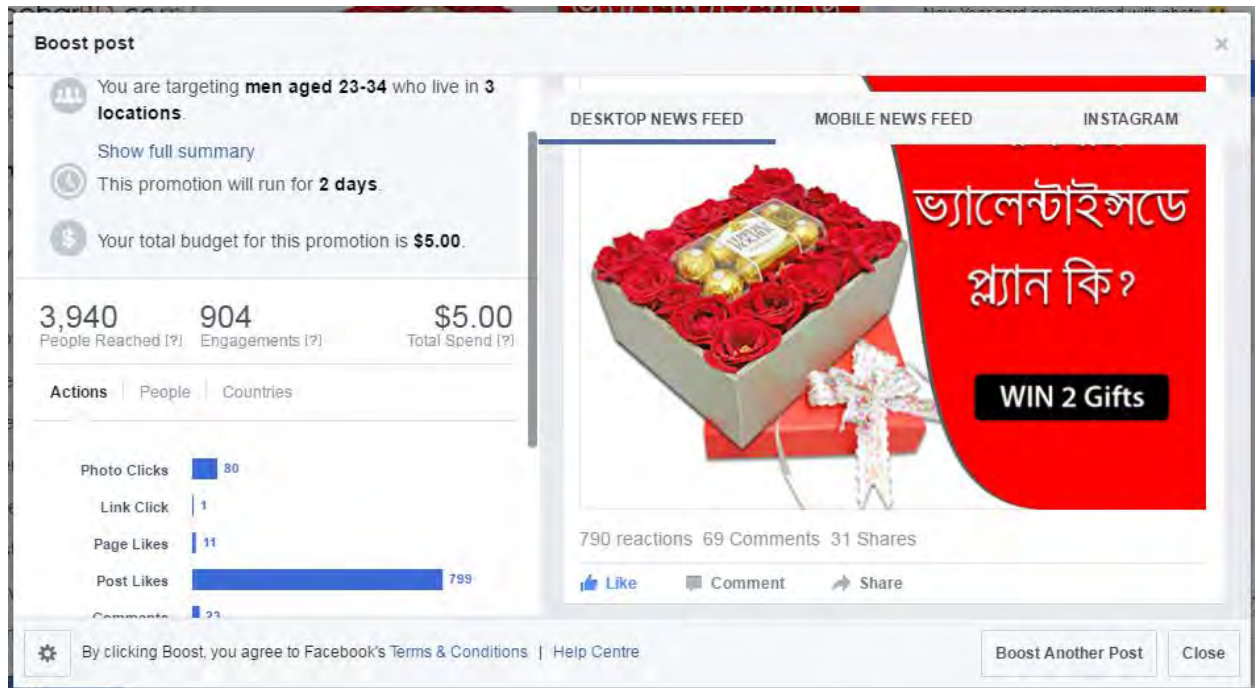 Boost post
×
You are targeting men aged 23-34 who live in 3
locations.
Show full summary
This promotion will run for 2 days.
$
Your total budget for this promotion is $5.00.
3,940 904 $5.00
People Reached [?] Engagements [?] Total Spend [?]
Actions People Countries
Photo Clicks 80
Link Click 1
Page Likes 11
Post Likes 799
Comments 23
DESKTOP NEWS FEED MOBILE NEWS FEED INSTAGRAM
ভ্যালেন্টাইন্সডে
প্ল্যান কি?
WIN 2 Gifts
FERRERO
ROCHER
790 reactions 69 Comments 31 Shares
Like Comment Share
By clicking Boost, you agree to Facebook's Terms & Conditions | Help Centre
Boost Another Post Close